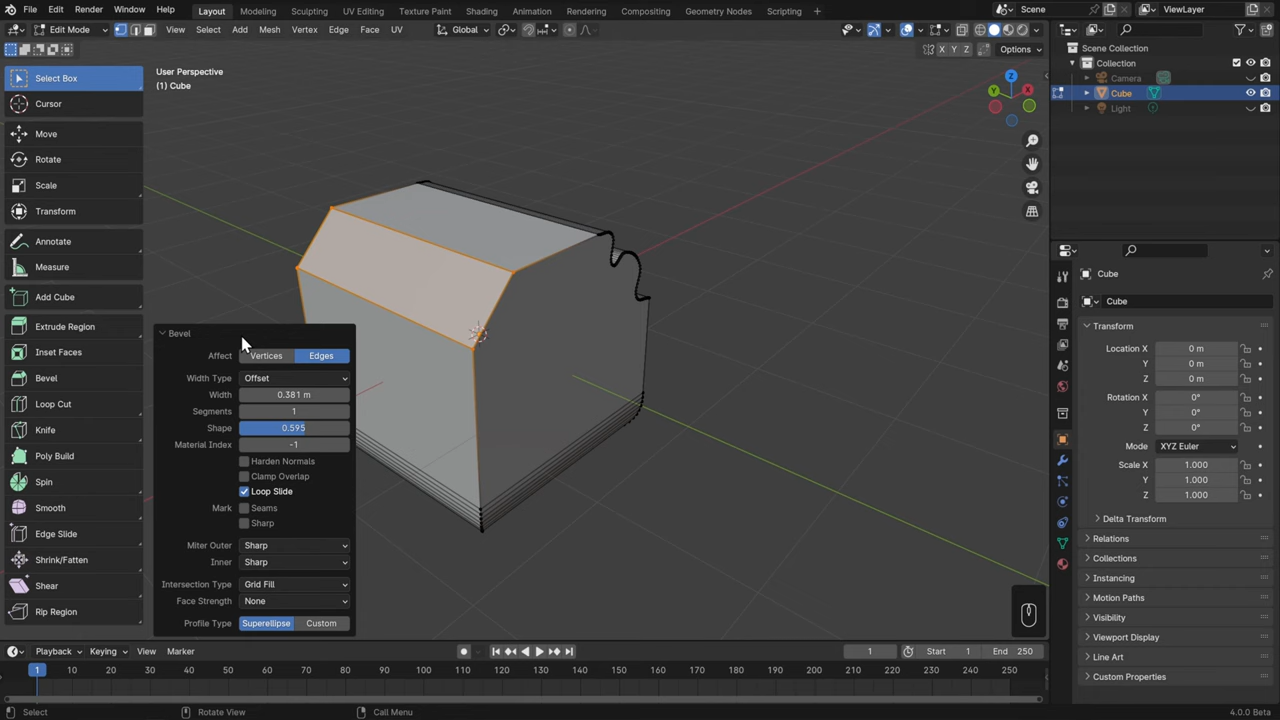 File Edit Render Window Help Layout Modeling Sculpting UV Editing Texture Paint Shading Animation Rendering Compositing Geometry Nodes Scripting + Scene ViewLayer
Edit Mode View Select Add Mesh Vertex Edge Face UV Global
X Y Z Options
User Perspective
(1) Cube
Select Box
Cursor
Move
Rotate
Scale
Transform
Annotate
Measure
Add Cube
Extrude Region
Inset Faces
Bevel
Loop Cut
Knife
Poly Build
Spin
Smooth
Edge Slide
Shrink/Fatten
Shear
Rip Region
Bevel
Affect Vertices Edges
Width Type Offset
Width 0.381 m
Segments 1
Shape 0.595
Material Index -1
Harden Normals
Clamp Overlap
Loop Slide
Mark Seams
Sharp
Miter Outer Sharp
Inner Sharp
Intersection Type Grid Fill
Face Strength None
Profile Type Superellipse Custom
Z
Y
X
Scene Collection
Collection
Camera
Cube
Light
Cube
Cube
Transform
Location X 0 m
Y 0 m
Z 0 m
Rotation X 0°
Y 0°
Z 0°
Mode XYZ Euler
Scale X 1.000
Y 1.000
Z 1.000
Delta Transform
Relations
Collections
Instancing
Motion Paths
Visibility
Viewport Display
Line Art
Custom Properties
Playback Keying View Marker 1 Start 1 End 250
1 10 20 30 40 50 60 70 80 90 100 110 120 130 140 150 160 170 180 190 200 210 220 230 240 250
Select Rotate View Call Menu 4.0.0 Beta